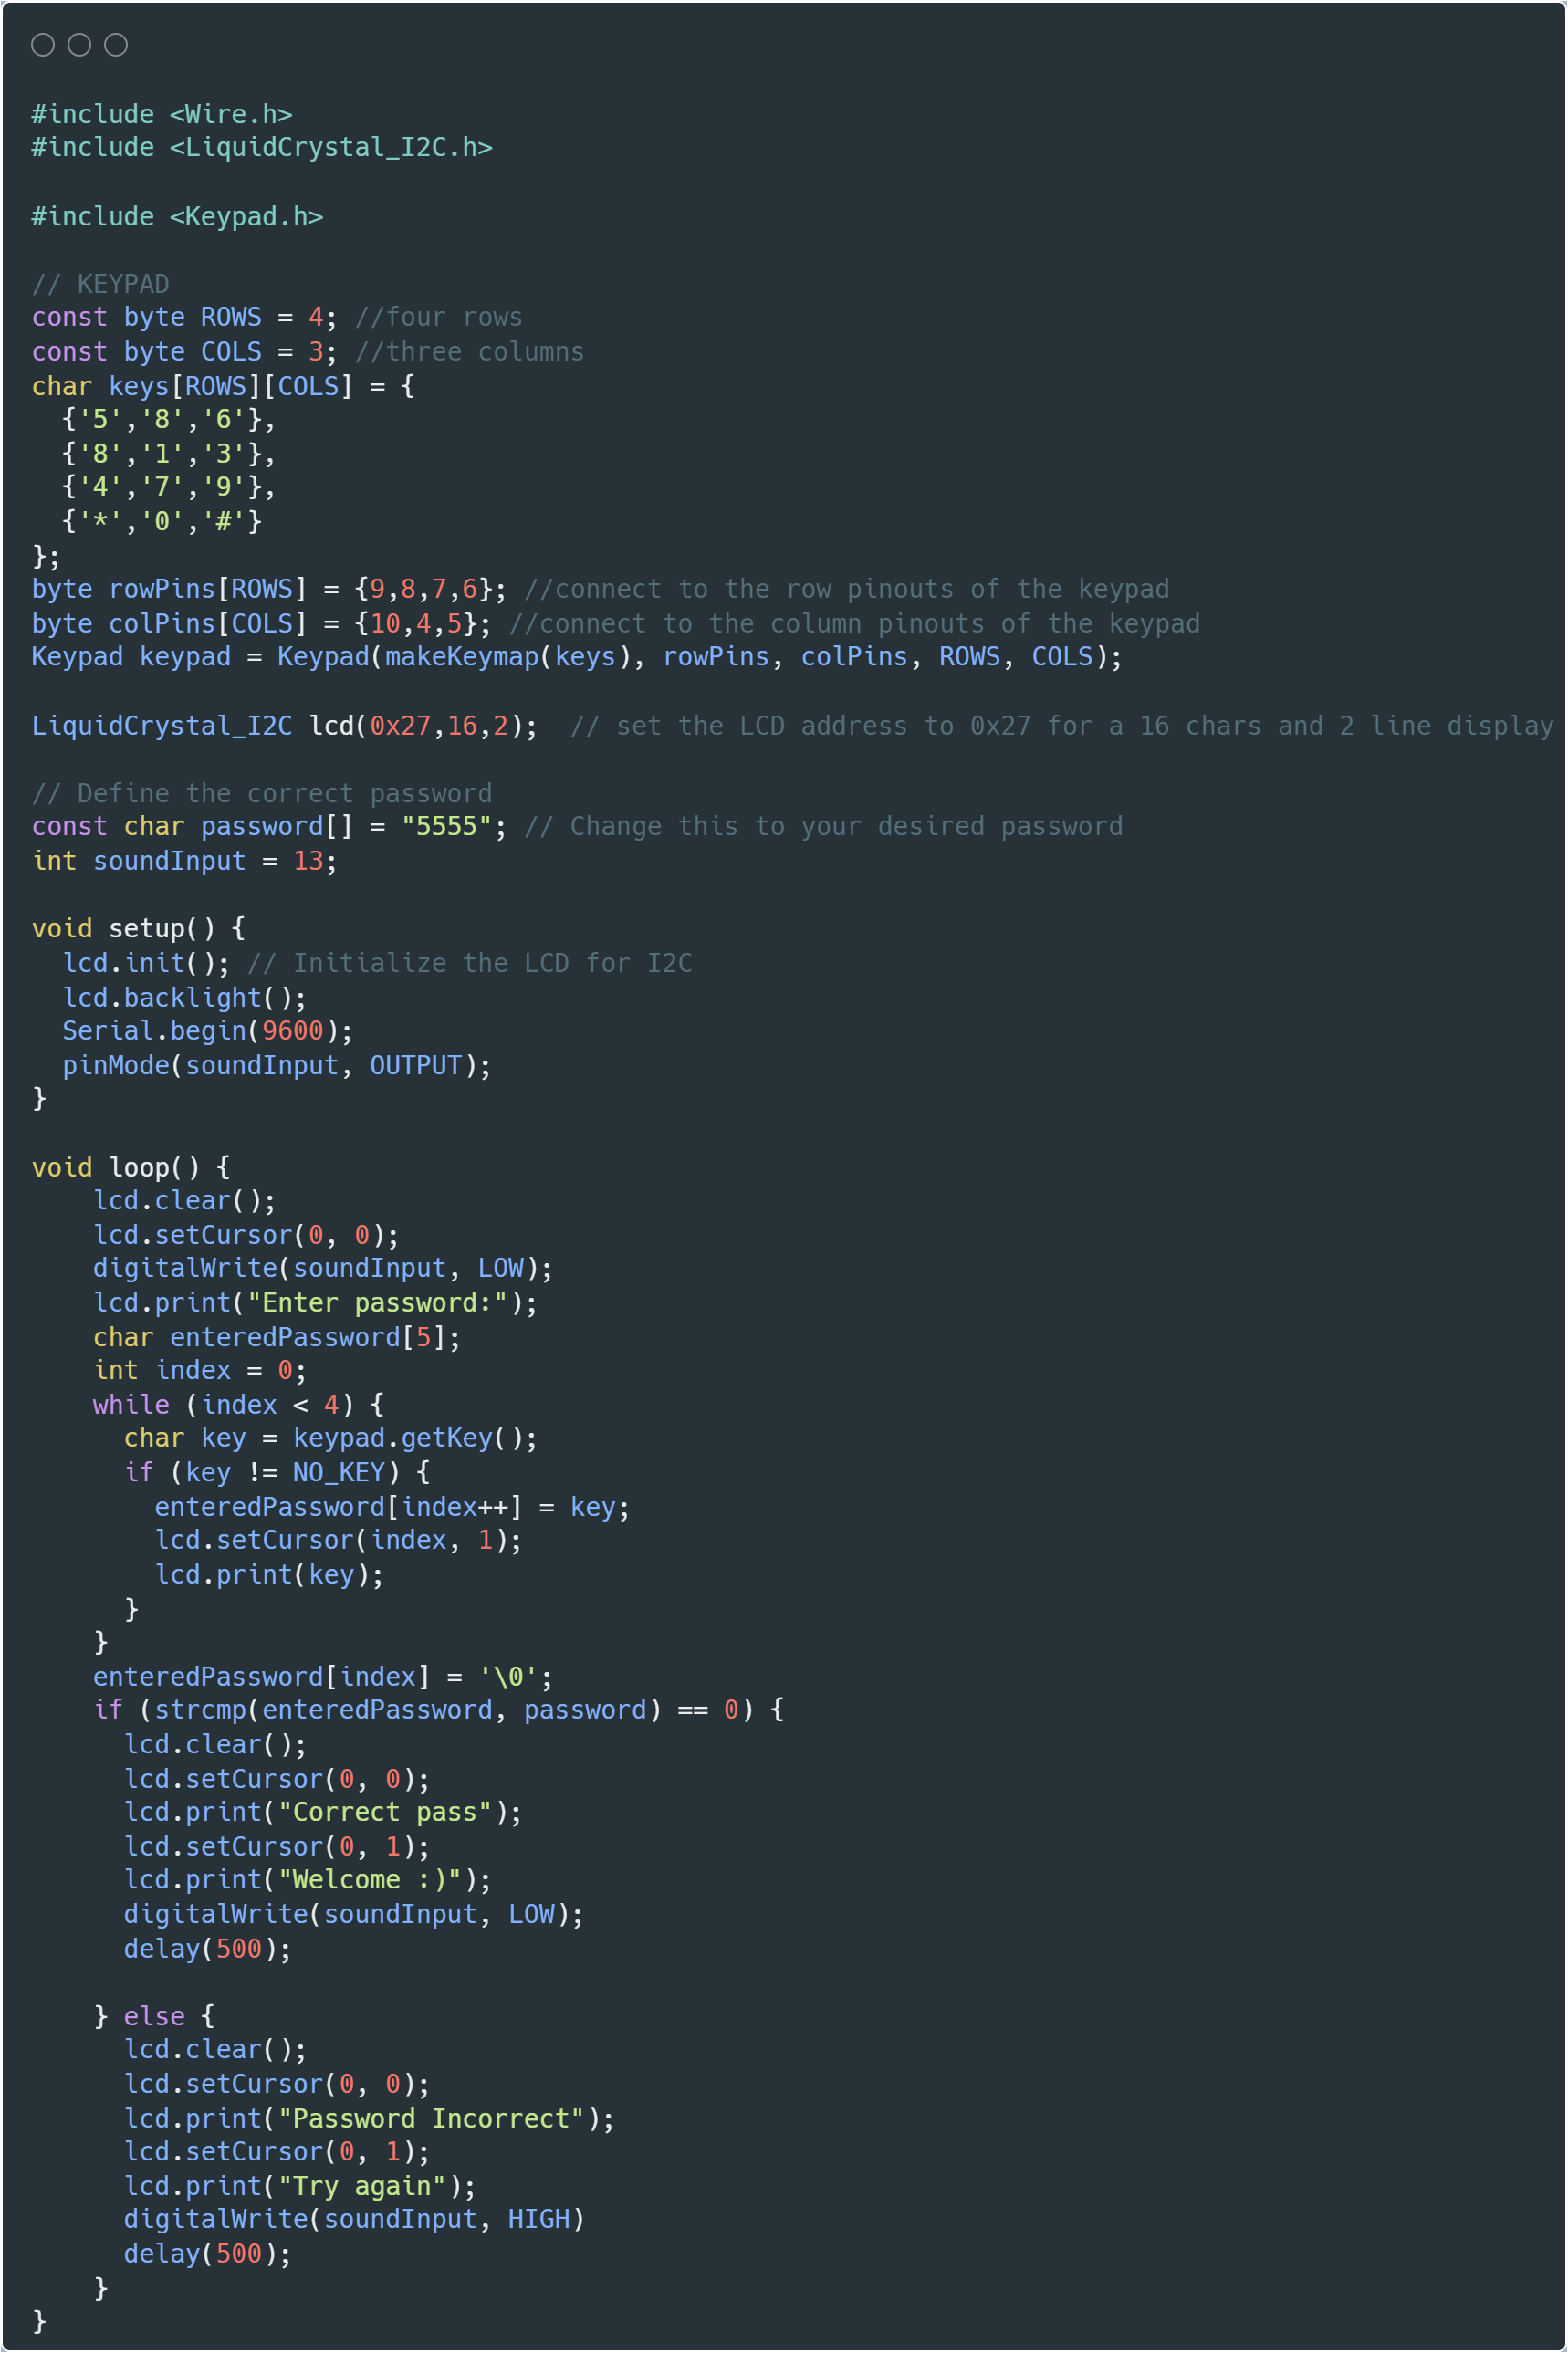 #include <Wire.h>
#include <LiquidCrystal_I2C.h>

#include <Keypad.h>

// KEYPAD
const byte ROWS = 4; //four rows
const byte COLS = 3; //three columns
char keys[ROWS][COLS] = {
  {'5','8','6'},
  {'8','1','3'},
  {'4','7','9'},
  {'*','0','#'}
};
byte rowPins[ROWS] = {9,8,7,6}; //connect to the row pinouts of the keypad
byte colPins[COLS] = {10,4,5}; //connect to the column pinouts of the keypad
Keypad keypad = Keypad(makeKeymap(keys), rowPins, colPins, ROWS, COLS);

LiquidCrystal_I2C lcd(0x27,16,2);  // set the LCD address to 0x27 for a 16 chars and 2 line display

// Define the correct password
const char password[] = "5555"; // Change this to your desired password
int soundInput = 13;

void setup() {
  lcd.init(); // Initialize the LCD for I2C
  lcd.backlight();
  Serial.begin(9600);
  pinMode(soundInput, OUTPUT);
}

void loop() {
    lcd.clear();
    lcd.setCursor(0, 0);
    digitalWrite(soundInput, LOW);
    lcd.print("Enter password:");
    char enteredPassword[5];
    int index = 0;
    while (index < 4) {
      char key = keypad.getKey();
      if (key != NO_KEY) {
        enteredPassword[index++] = key;
        lcd.setCursor(index, 1);
        lcd.print(key);
      }
    }
    enteredPassword[index] = '\0';
    if (strcmp(enteredPassword, password) == 0) {
      lcd.clear();
      lcd.setCursor(0, 0);
      lcd.print("Correct pass");
      lcd.setCursor(0, 1);
      lcd.print("Welcome :)");
      digitalWrite(soundInput, LOW);
      delay(500);

    } else {
      lcd.clear();
      lcd.setCursor(0, 0);
      lcd.print("Password Incorrect");
      lcd.setCursor(0, 1);
      lcd.print("Try again");
      digitalWrite(soundInput, HIGH)
      delay(500);
    }
}